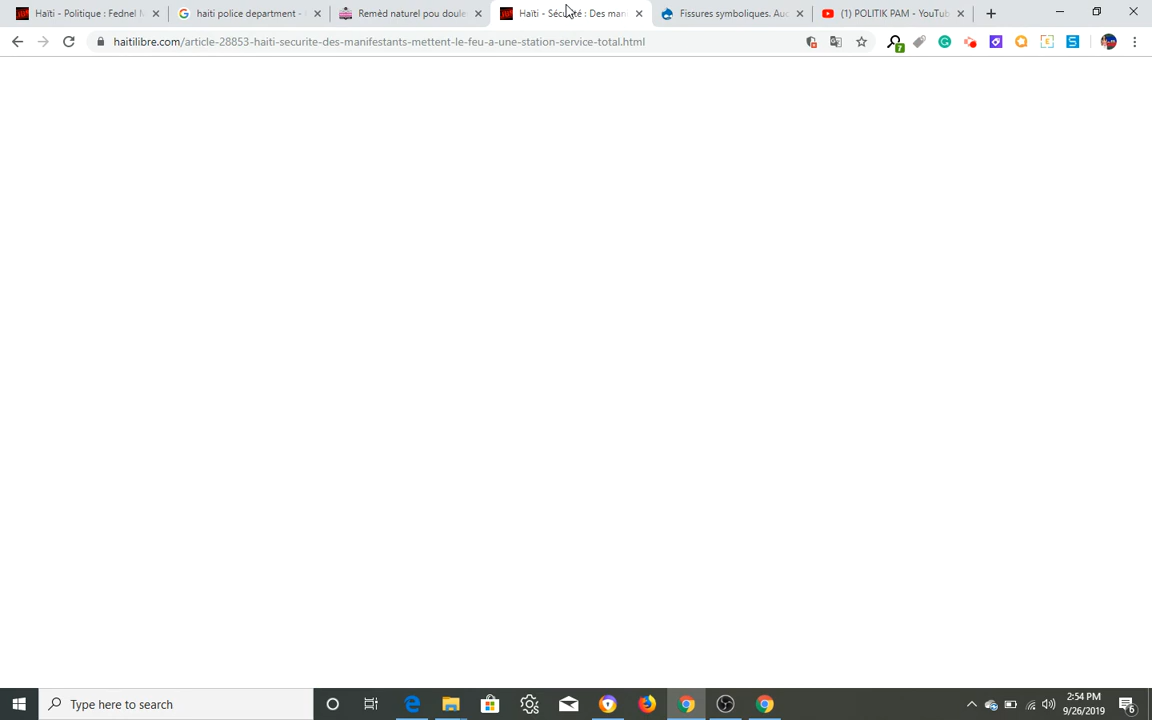 Haïti - Politique : Fednel
haiti police department -
Remèd naturel pou doule
Haïti - Sécurité : Des man
Fissures symboliques. Au
(1) POLITIK PAM - YouTub
haitilibre.com/article-28853-haiti-securite-des-manifestants-mettent-le-feu-a-une-station-service-total.html
7
Type here to search
2:54 PM
9/26/2019
6